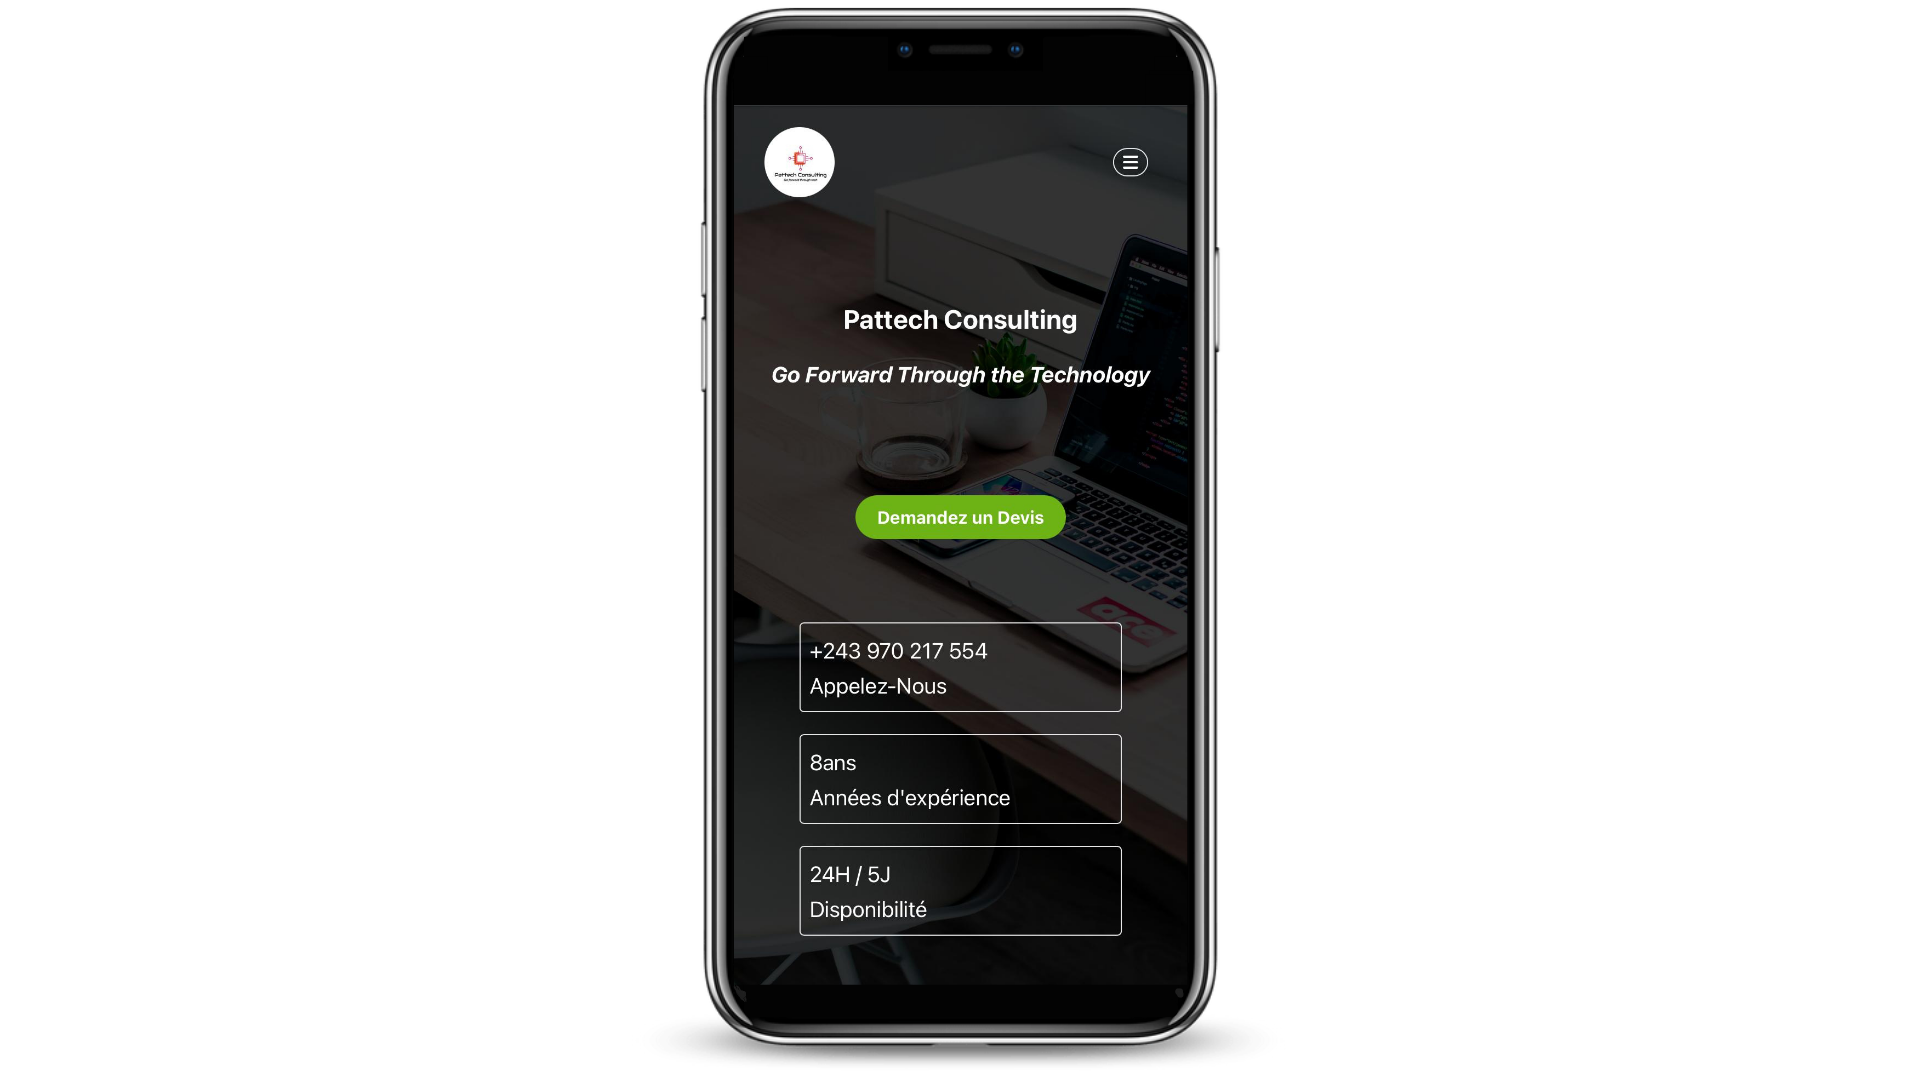 Pattech Consulting
Pattech Consulting
Go Forward Through the Technology
Demandez un Devis
ace
+243 970 217 554
Appelez-Nous
8ans
Années d'expérience
24H / 5J
Disponibilité